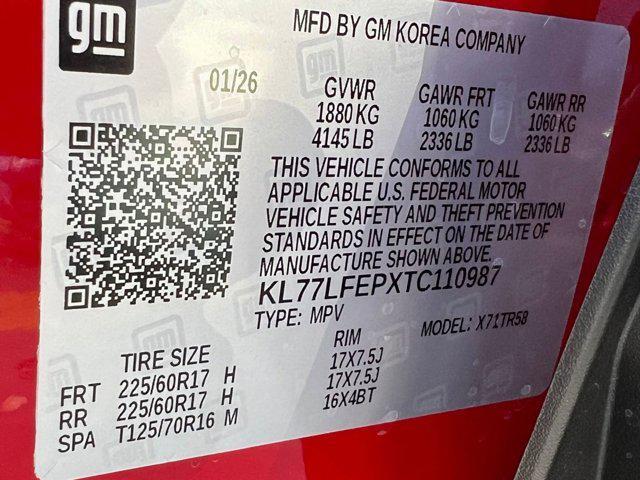 gm
MFD BY GM KOREA COMPANY
01/26
GVWR GAWR FRT GAWR RR
1880 KG 1060 KG 1060 KG
4145 LB 2336 LB 2336 LB
THIS VEHICLE CONFORMS TO ALL
APPLICABLE U.S. FEDERAL MOTOR
VEHICLE SAFETY AND THEFT PREVENTION
STANDARDS IN EFFECT ON THE DATE OF
MANUFACTURE SHOWN ABOVE.
KL77LFEPXTC110987
TYPE: MPV MODEL: X71TR58
TIRE SIZE RIM
FRT 225/60R17 H 17X7.5J
RR 225/60R17 H 17X7.5J
SPA T125/70R16 M 16X4BT